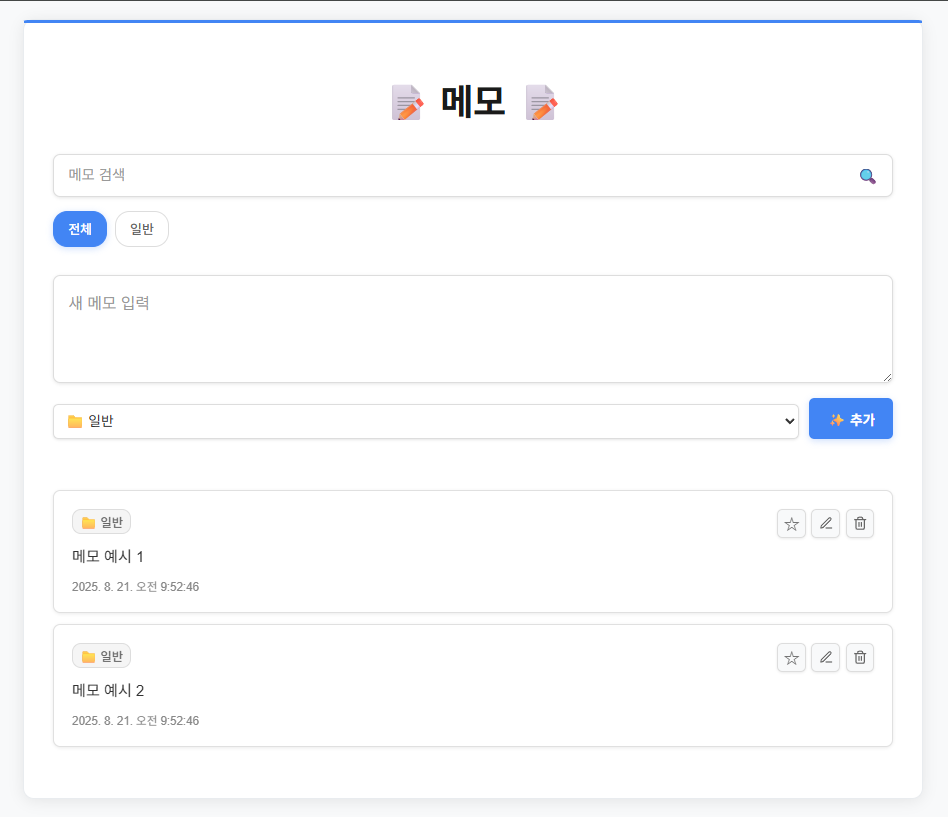 메모
메모 검색
전체 일반
새 메모 입력
일반
추가
일반
메모 예시 1
2025. 8. 21. 오전 9:52:46
일반
메모 예시 2
2025. 8. 21. 오전 9:52:46